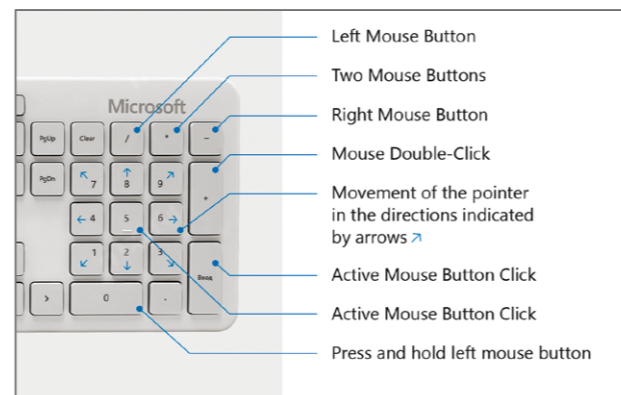 Left Mouse Button
Two Mouse Buttons
Microsoft
Right Mouse Button
PgUp Clear / * −
Mouse Double-Click
PgDn 7 8 9 +
Movement of the pointer
in the directions indicated
by arrows ↗
4 5 6
1 2 3 Ввод
Active Mouse Button Click
Active Mouse Button Click
> 0 .
Press and hold left mouse button